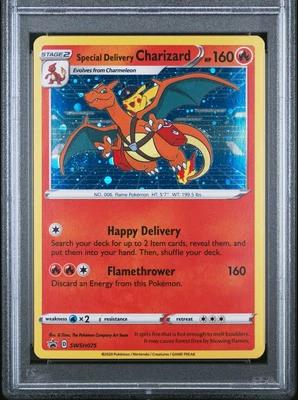 STAGE 2 Special Delivery Charizard HP 160
Evolves from Charmeleon
NO. 006 Flame Pokémon HT: 5'7" WT: 199.5 lbs.
Happy Delivery
Search your deck for up to 2 Item cards, reveal them, and
put them into your hand. Then, shuffle your deck.
Flamethrower 160
Discard an Energy from this Pokémon.
weakness ×2 resistance retreat
It spits fire that is hot enough to melt boulders.
It may cause forest fires by blowing flames.
D SWSH075
©2020 Pokémon / Nintendo / Creatures / GAME FREAK